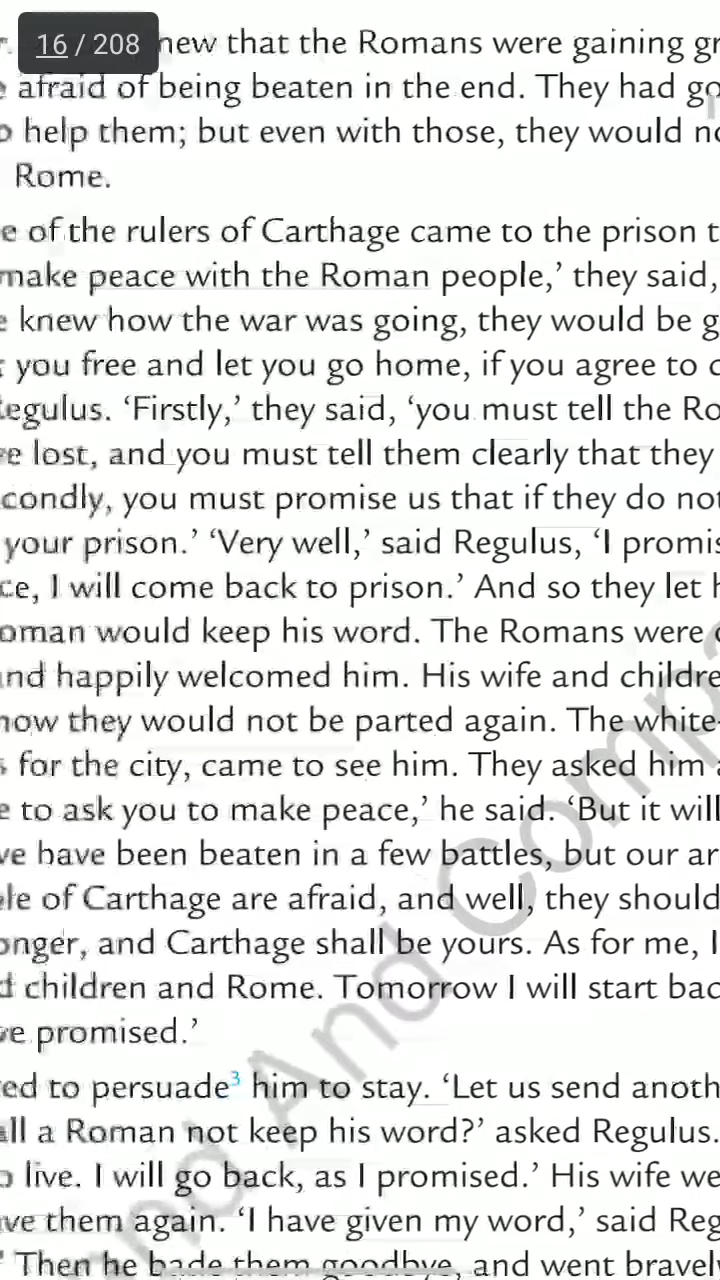 16 / 208
new that the Romans were gaining
afraid of being beaten in the end. They had
help them; but even with those, they would
Rome.
of the rulers of Carthage came to the prison
make peace with the Roman people,’ they said,
knew how the war was going, they would be
you free and let you go home, if you agree to
Regulus. ‘Firstly,’ they said, ‘you must tell the Ro
e lost, and you must tell them clearly that they
condly, you must promise us that if they do not
your prison.’ ‘Very well,’ said Regulus, ‘I promis
ce, I will come back to prison.’ And so they let h
oman would keep his word. The Romans were
nd happily welcomed him. His wife and childre
now they would not be parted again. The white-
for the city, came to see him. They asked him a
e to ask you to make peace,’ he said. ‘But it will
ve have been beaten in a few battles, but our ar
le of Carthage are afraid, and well, they should
onger, and Carthage shall be yours. As for me, I
d children and Rome. Tomorrow I will start bac
ve promised.’
ed to persuade³ him to stay. ‘Let us send anoth
all a Roman not keep his word?’ asked Regulus.
o live. I will go back, as I promised.’ His wife we
ve them again. ‘I have given my word,’ said Reg
Then he bade them goodbye, and went bravel
nd And Compa